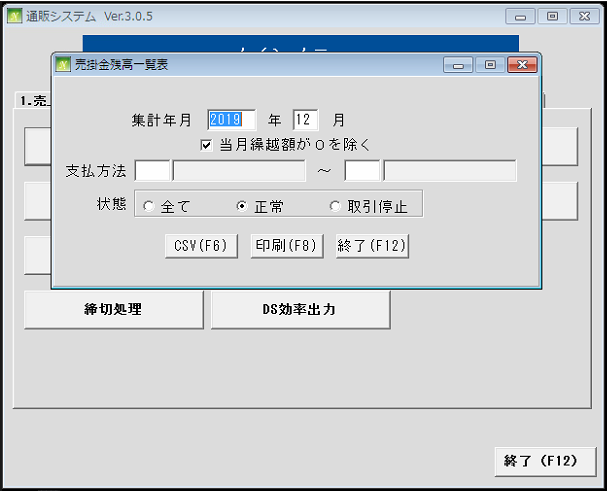 通販システム Ver.3.0.5
売掛金残高一覧表
1.売
集計年月 2019 年 12 月
当月繰越額が0を除く
支払方法 ～
状態 全て 正常 取引停止
CSV(F6) 印刷(F8) 終了(F12)
締切処理 DS効率出力
終了(F12)